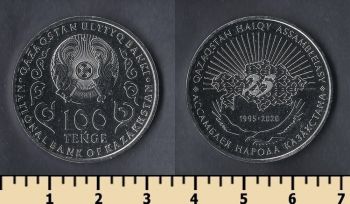 QAZAQSTAN ULTTYQ BANKI
NATIONAL BANK OF KAZAKHSTAN
100
TEŃGE
QAZAQSTAN HALQY ASSAMBLEIASY
25
1995-2020
АССАМБЛЕЯ НАРОДА КАЗАХСТАНА
1 2 3 4 5 6 7